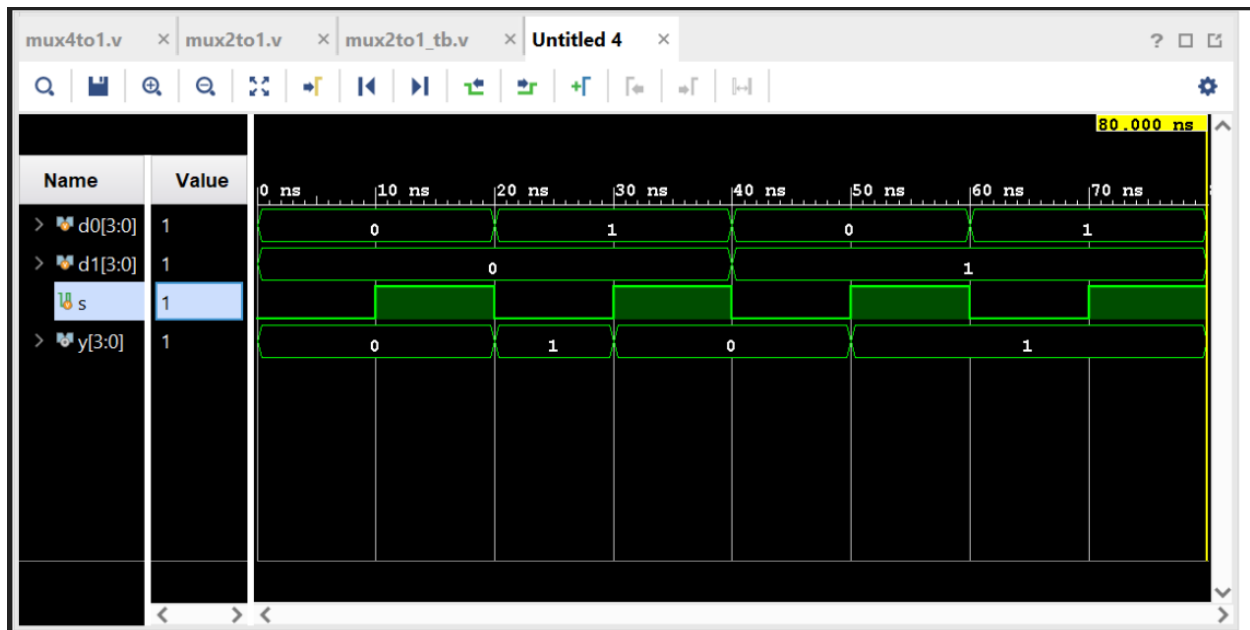 mux4to1.v × mux2to1.v × mux2to1_tb.v × Untitled 4 × ?
80.000 ns
Name Value 0 ns 10 ns 20 ns 30 ns 40 ns 50 ns 60 ns 70 ns
> d0[3:0] 1 0 1 0 1
> d1[3:0] 1 0 1
s 1
> y[3:0] 1 0 1 0 1